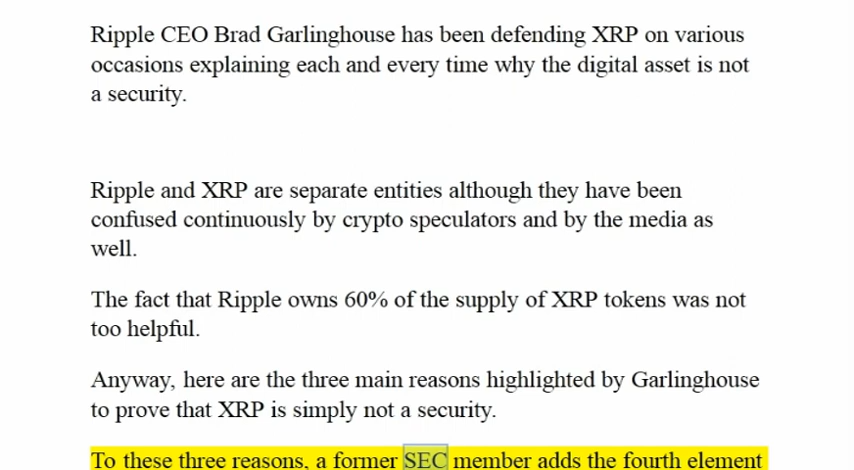 Ripple CEO Brad Garlinghouse has been defending XRP on various
occasions explaining each and every time why the digital asset is not
a security.
Ripple and XRP are separate entities although they have been
confused continuously by crypto speculators and by the media as
well.
The fact that Ripple owns 60% of the supply of XRP tokens was not
too helpful.
Anyway, here are the three main reasons highlighted by Garlinghouse
to prove that XRP is simply not a security.
To these three reasons, a former SEC member adds the fourth element